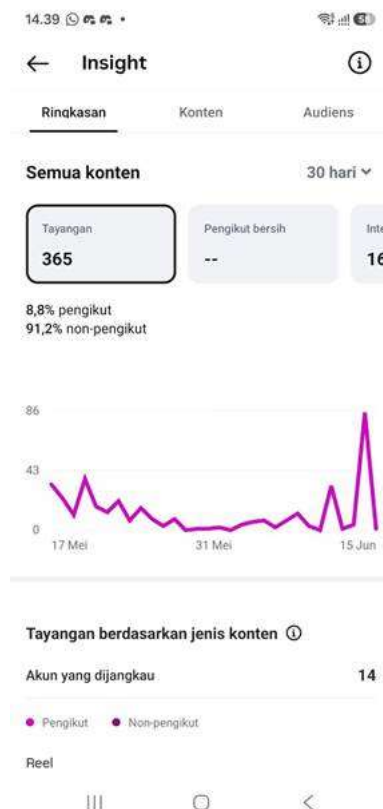 14.39
Insight
Ringkasan Konten Audiens
Semua konten 30 hari
Tayangan Pengikut bersih Inte
365 -- 16
8,8% pengikut
91,2% non-pengikut
86
43
0
17 Mei 31 Mei 15 Jun
Tayangan berdasarkan jenis konten
Akun yang dijangkau 14
Pengikut Non-pengikut
Reel